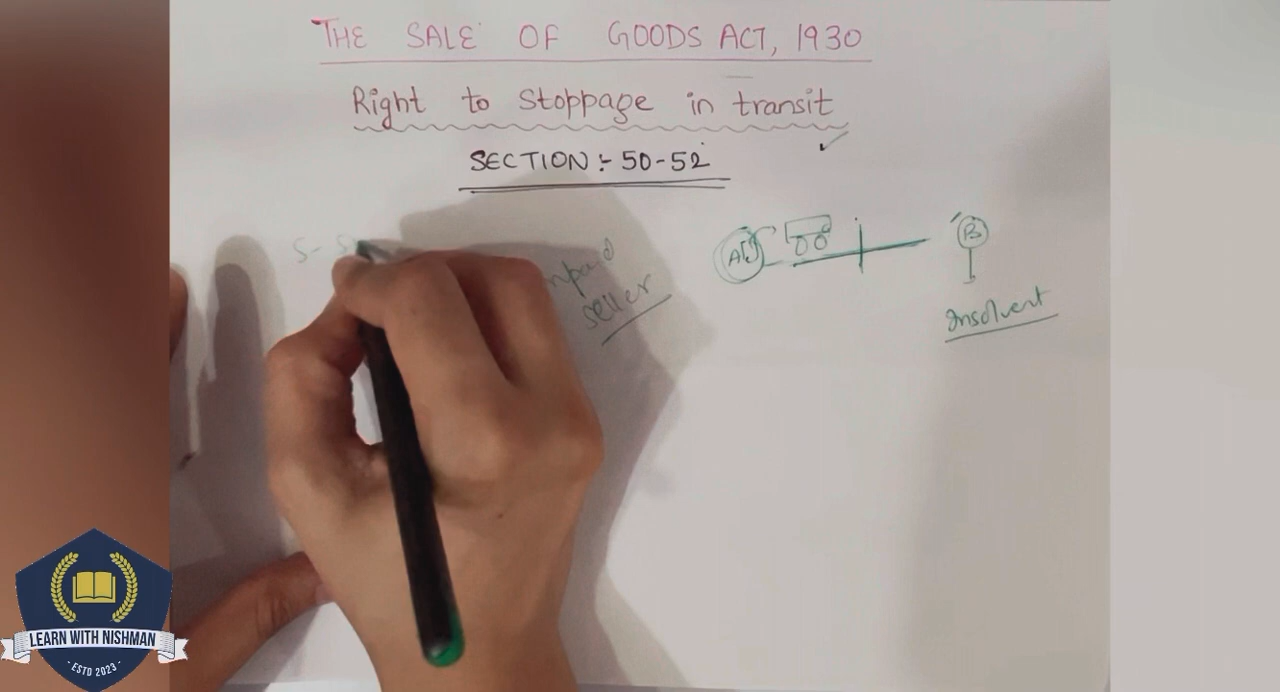 THE SALE OF GOODS ACT, 1930
Right to Stoppage in transit
SECTION :- 50-52
seller
A
B
Insolvent
LEARN WITH NISHMAN
- ESTD 2023 -